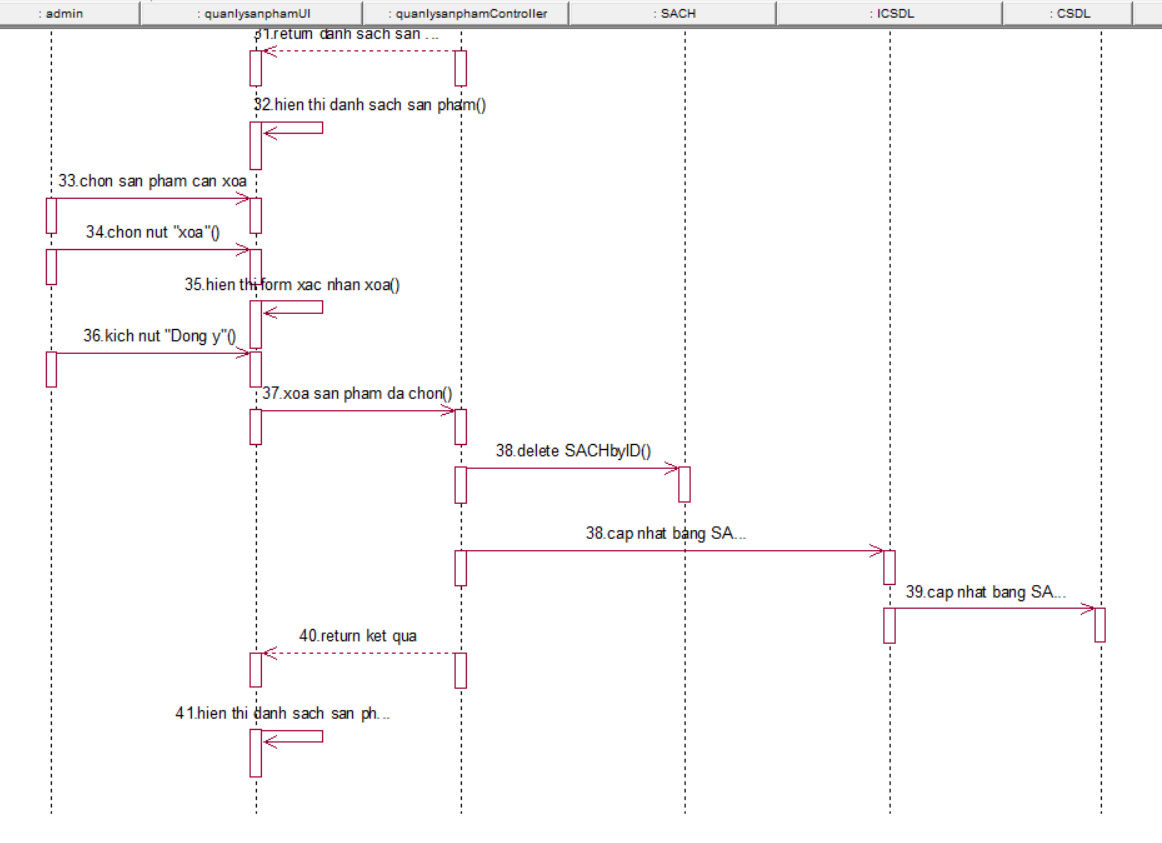 : admin
: quanlysanphamUI
: quanlysanphamController
: SACH
: ICSDL
: CSDL
31.return danh sach san ...
32.hien thi danh sach san pham()
33.chon san pham can xoa
34.chon nut "xoa"()
35.hien thi form xac nhan xoa()
36.kich nut "Dong y"()
37.xoa san pham da chon()
38.delete SACHbyID()
38.cap nhat bang SA...
39.cap nhat bang SA...
40.return ket qua
41.hien thi danh sach san ph...